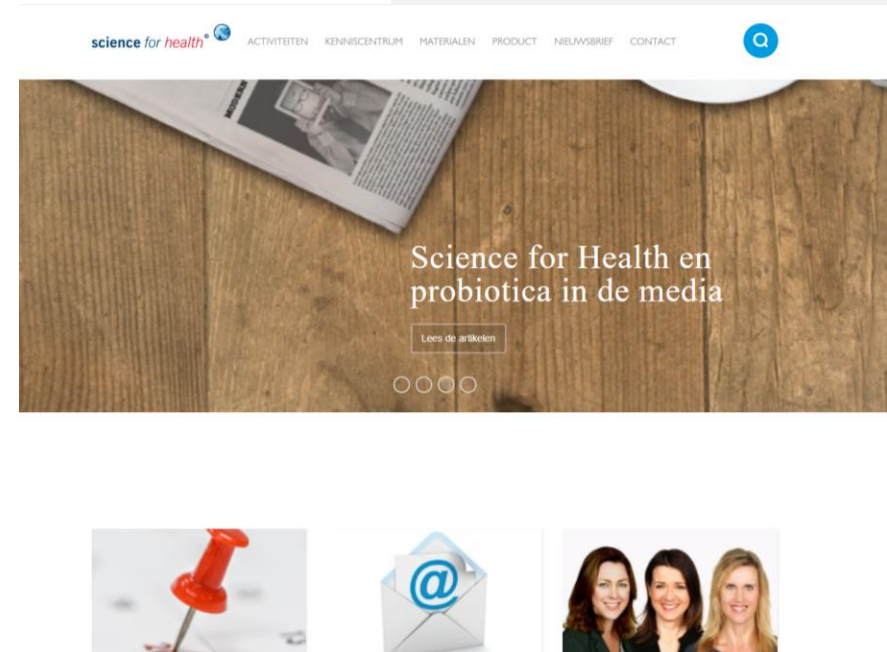 science for health®
ACTIVITEITEN KENNISCENTRUM MATERIALEN PRODUCT NIEUWSBRIEF CONTACT
Science for Health en
probiotica in de media
Lees de artikelen
@